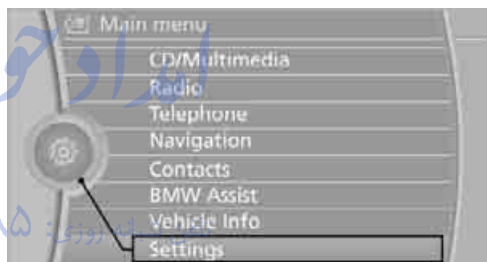 Main menu
CD/Multimedia
Radio
Telephone
Navigation
Contacts
BMW Assist
Vehicle Info
Settings